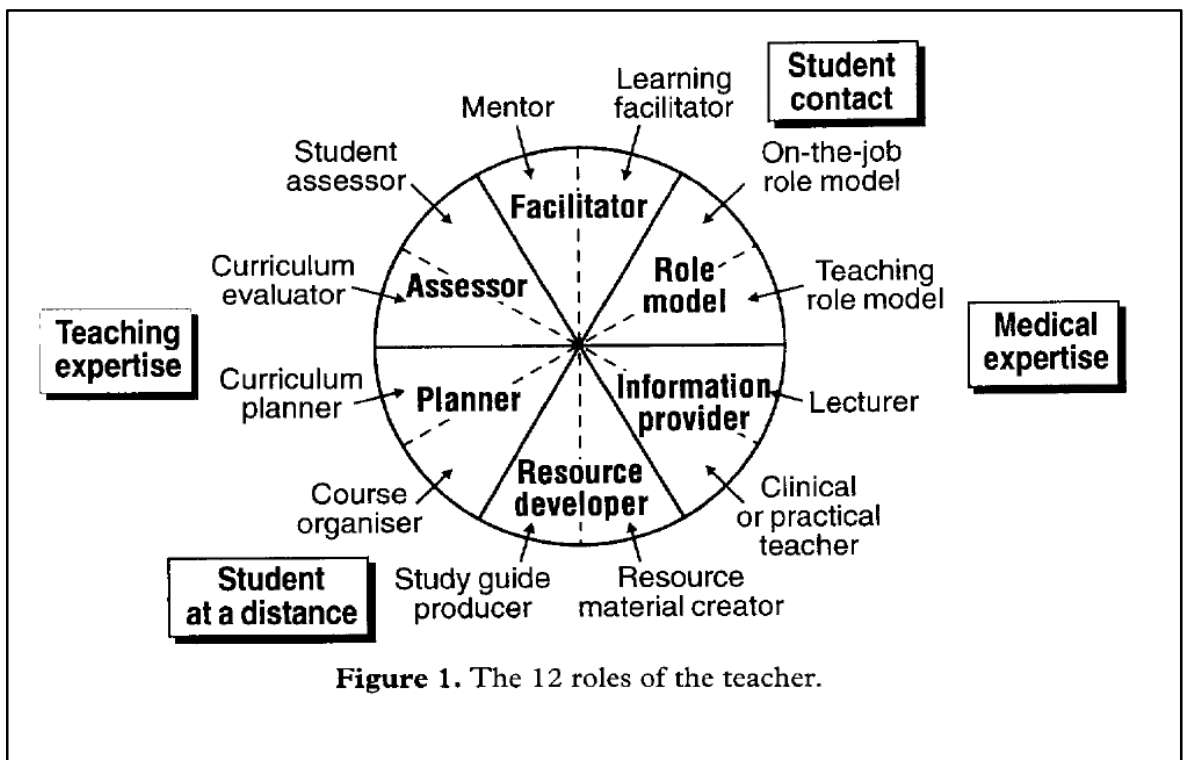 Student
contact
Learning
facilitator
Mentor
On-the-job
role model
Student
assessor
Facilitator
Role
model
Teaching
role model
Curriculum
evaluator
Assessor
Teaching
expertise
Medical
expertise
Curriculum
planner
Planner
Information
provider
Lecturer
Resource
developer
Course
organiser
Clinical
or practical
teacher
Student
at a distance
Study guide
producer
Resource
material creator
Figure 1. The 12 roles of the teacher.